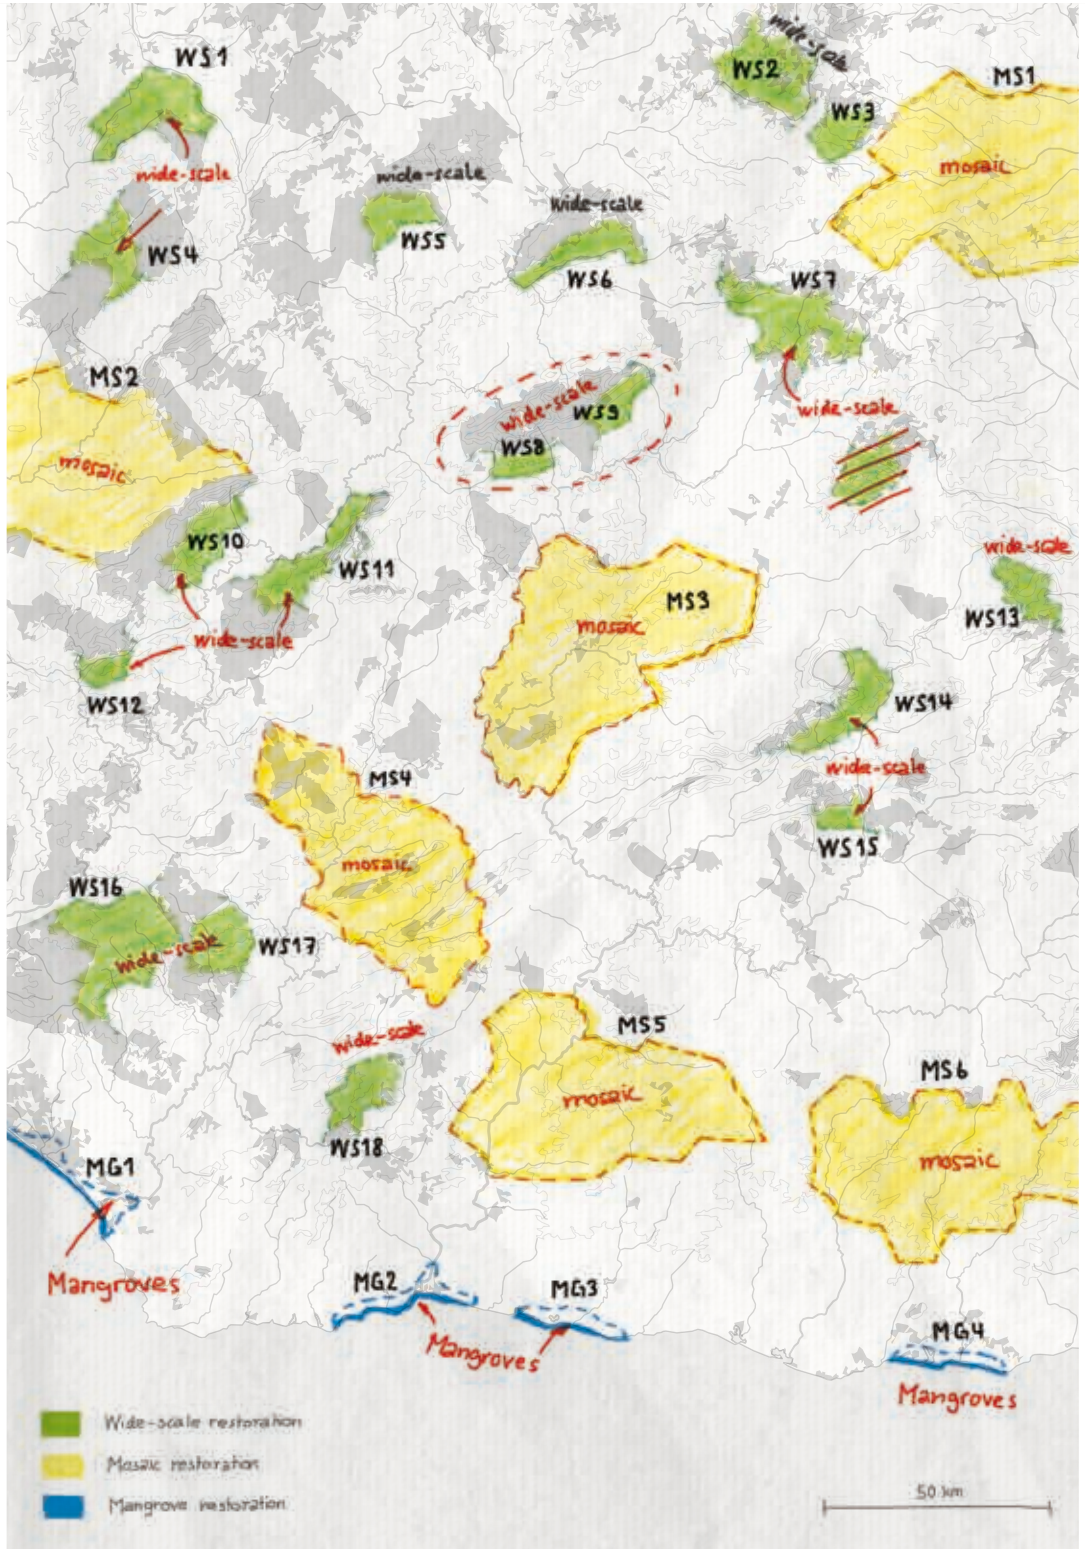 WS1
wide-scale
WS2
WS3
MS1
mosaic
wide-scale
WS4
wide-scale
WS5
wide-scale
WS6
WS7
wide-scale
MS2
mosaic
wide-scale
WS9
WS8
WS10
WS11
wide-scale
WS12
wide-scale
WS13
MS3
mosaic
WS14
wide-scale
WS15
MS4
mosaic
WS16
wide-scale
WS17
wide-scale
WS18
MS5
mosaic
MS6
mosaic
MG1
Mangroves
MG2
MG3
Mangroves
MG4
Mangroves
Wide-scale restoration
Mosaic restoration
Mangrove restoration
50 km